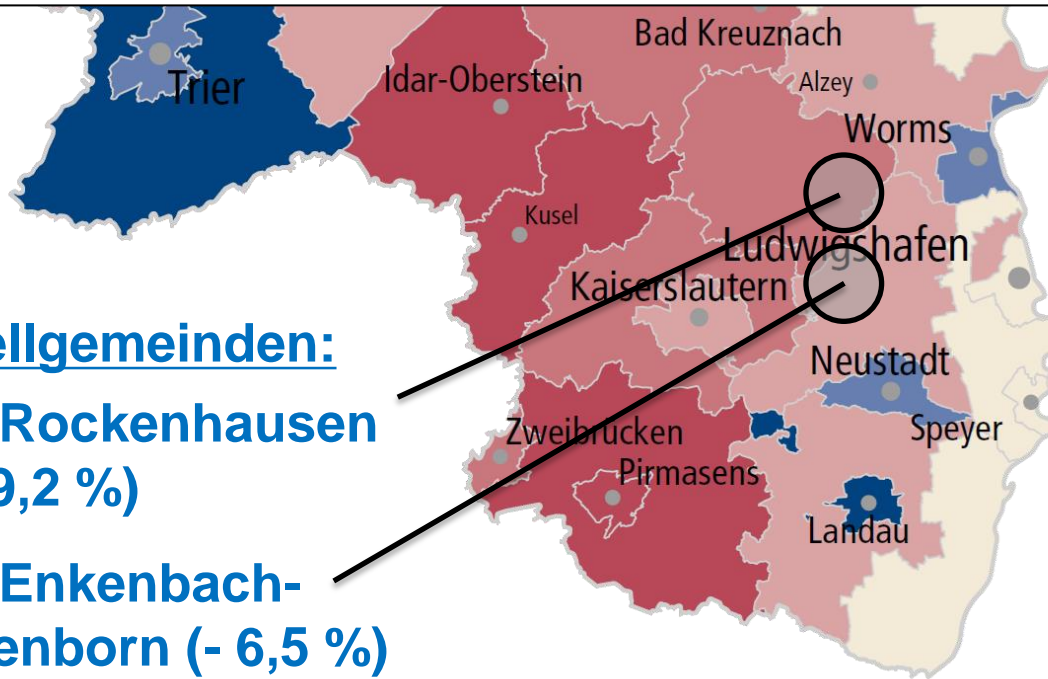 Bad Kreuznach
Trier
Idar-Oberstein
Alzey
Worms
Kusel
Ludwigshafen
Kaiserslautern
ellgemeinden:
Neustadt
Rockenhausen
Zweibrücken
Speyer
9,2 %)
Pirmasens
Landau
Enkenbach-
enborn (- 6,5 %)